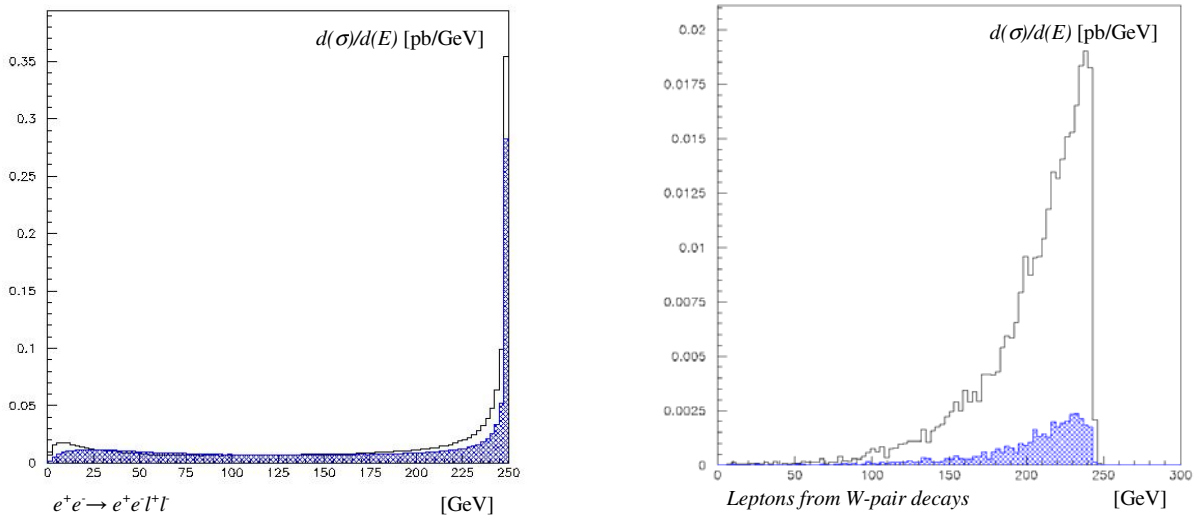 d(σ)/d(E) [pb/GeV]
0.35
0.3
0.25
0.2
0.15
0.1
0.05
0
0 25 50 75 100 125 150 175 200 225 250
e⁺e⁻→ e⁺e⁻l⁺l⁻ [GeV]
d(σ)/d(E) [pb/GeV]
0.02
0.0175
0.015
0.0125
0.01
0.0075
0.005
0.0025
0
0 50 100 150 200 250 300
Leptons from W-pair decays [GeV]